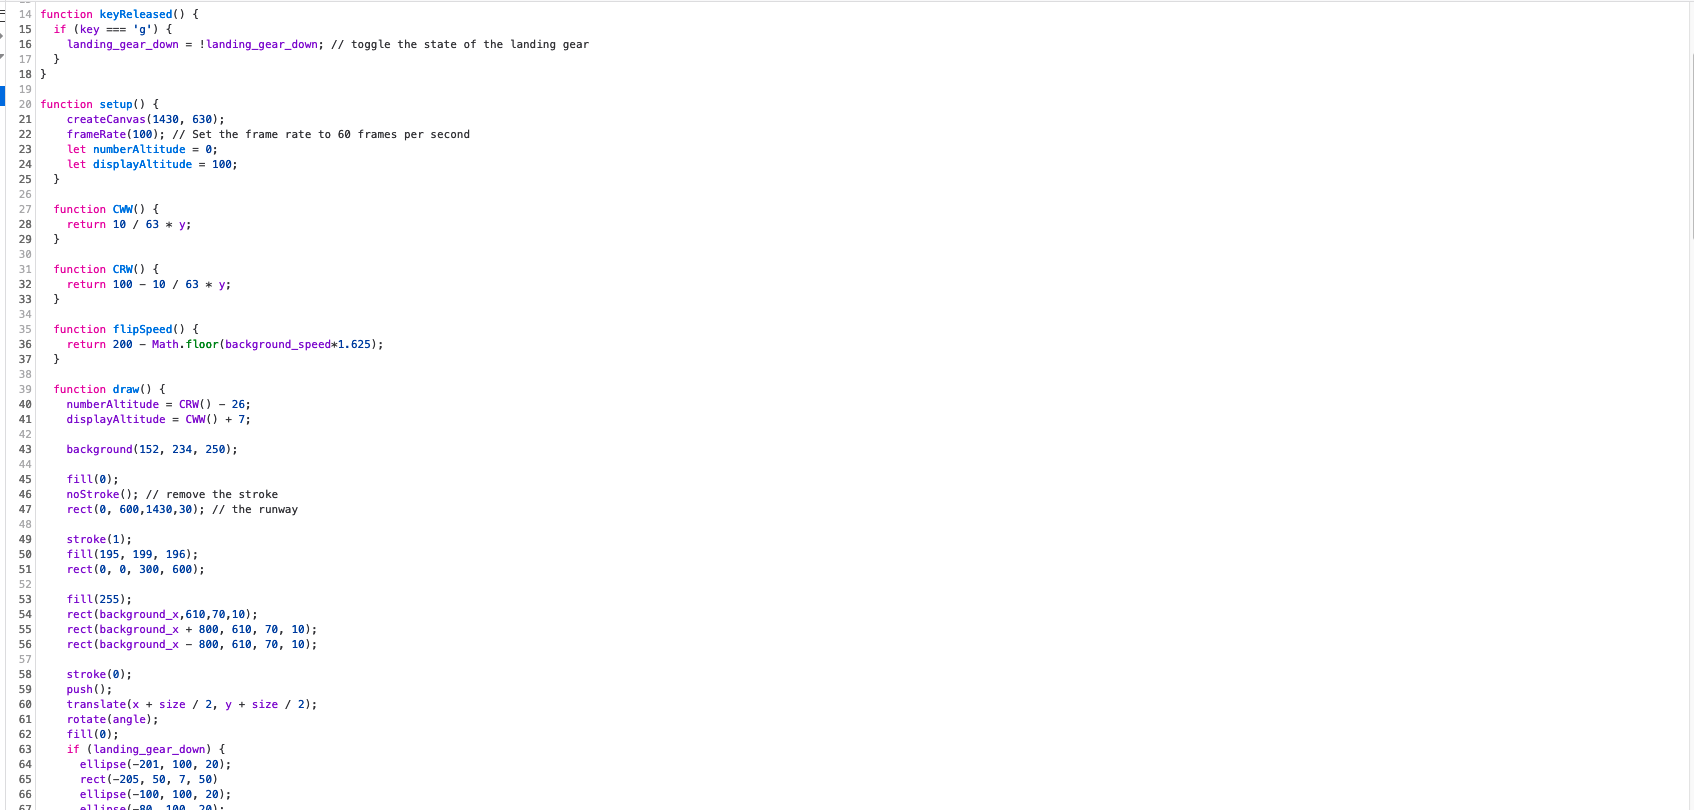 14 function keyReleased() {
15 if (key === 'g') {
16 landing_gear_down = !landing_gear_down; // toggle the state of the landing gear
17 }
18 }
19
20 function setup() {
21 createCanvas(1430, 630);
22 frameRate(100); // Set the frame rate to 60 frames per second
23 let numberAltitude = 0;
24 let displayAltitude = 100;
25 }
26
27 function CWW() {
28 return 10 / 63 * y;
29 }
30
31 function CRW() {
32 return 100 - 10 / 63 * y;
33 }
34
35 function flipSpeed() {
36 return 200 - Math.floor(background_speed*1.625);
37 }
38
39 function draw() {
40 numberAltitude = CRW() - 26;
41 displayAltitude = CWW() + 7;
42
43 background(152, 234, 250);
44
45 fill(0);
46 noStroke(); // remove the stroke
47 rect(0, 600,1430,30); // the runway
48
49 stroke(1);
50 fill(195, 199, 196);
51 rect(0, 0, 300, 600);
52
53 fill(255);
54 rect(background_x,610,70,10);
55 rect(background_x + 800, 610, 70, 10);
56 rect(background_x - 800, 610, 70, 10);
57
58 stroke(0);
59 push();
60 translate(x + size / 2, y + size / 2);
61 rotate(angle);
62 fill(0);
63 if (landing_gear_down) {
64 ellipse(-201, 100, 20);
65 rect(-205, 50, 7, 50)
66 ellipse(-100, 100, 20);
67 ellipse(-80, 100, 20);